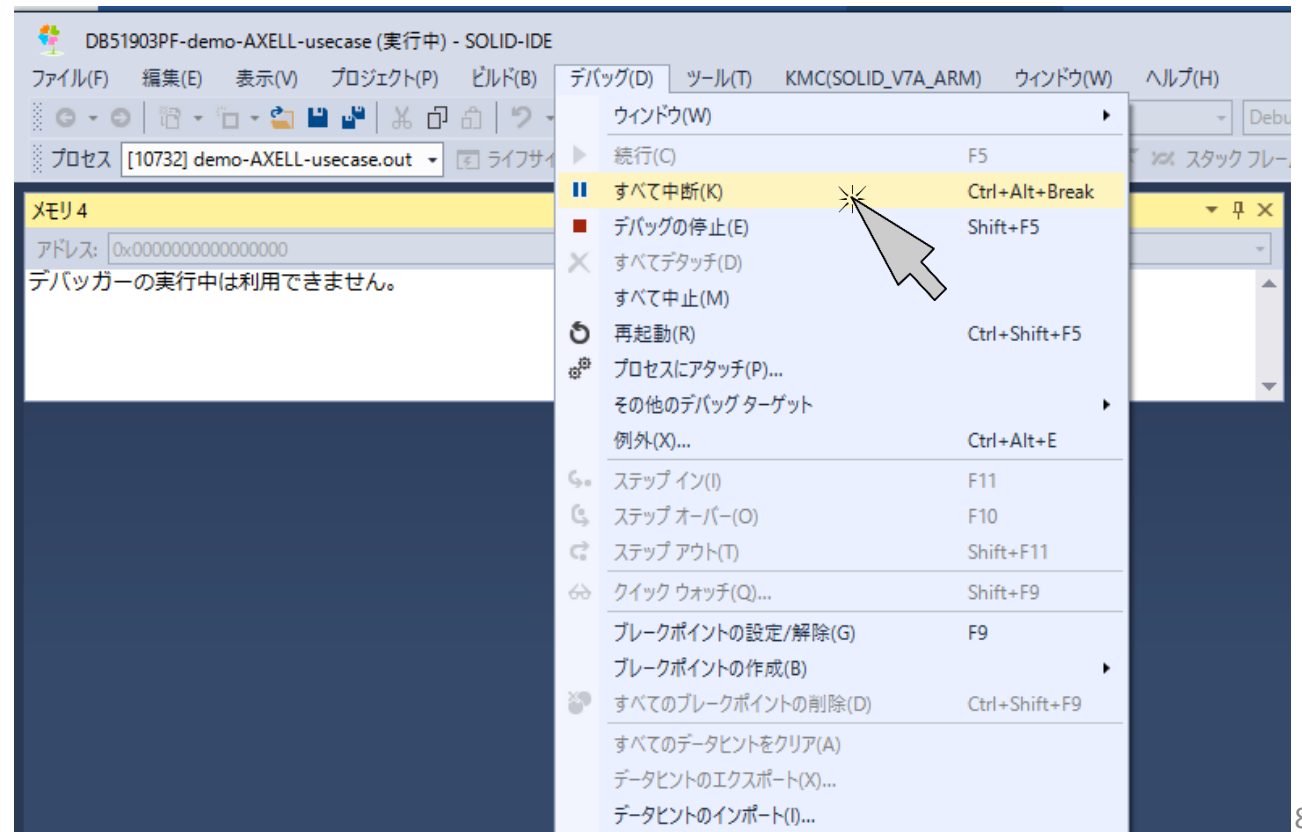 DB51903PF-demo-AXELL-usecase (実行中) - SOLID-IDE
ファイル(F) 編集(E) 表示(V) プロジェクト(P) ビルド(B) デバッグ(D) ツール(T) KMC(SOLID_V7A_ARM) ウィンドウ(W) ヘルプ(H)
Debu
プロセス [10732] demo-AXELL-usecase.out ライフサイ スタック フレーム
メモリ 4
アドレス: 0x0000000000000000
デバッガーの実行中は利用できません。
ウィンドウ(W)
続行(C) F5
すべて中断(K) Ctrl+Alt+Break
デバッグの停止(E) Shift+F5
すべてデタッチ(D)
すべて中止(M)
再起動(R) Ctrl+Shift+F5
プロセスにアタッチ(P)...
その他のデバッグ ターゲット
例外(X)... Ctrl+Alt+E
ステップ イン(I) F11
ステップ オーバー(O) F10
ステップ アウト(T) Shift+F11
クイック ウォッチ(Q)... Shift+F9
ブレークポイントの設定/解除(G) F9
ブレークポイントの作成(B)
すべてのブレークポイントの削除(D) Ctrl+Shift+F9
すべてのデータヒントをクリア(A)
データヒントのエクスポート(X)...
データヒントのインポート(I)...